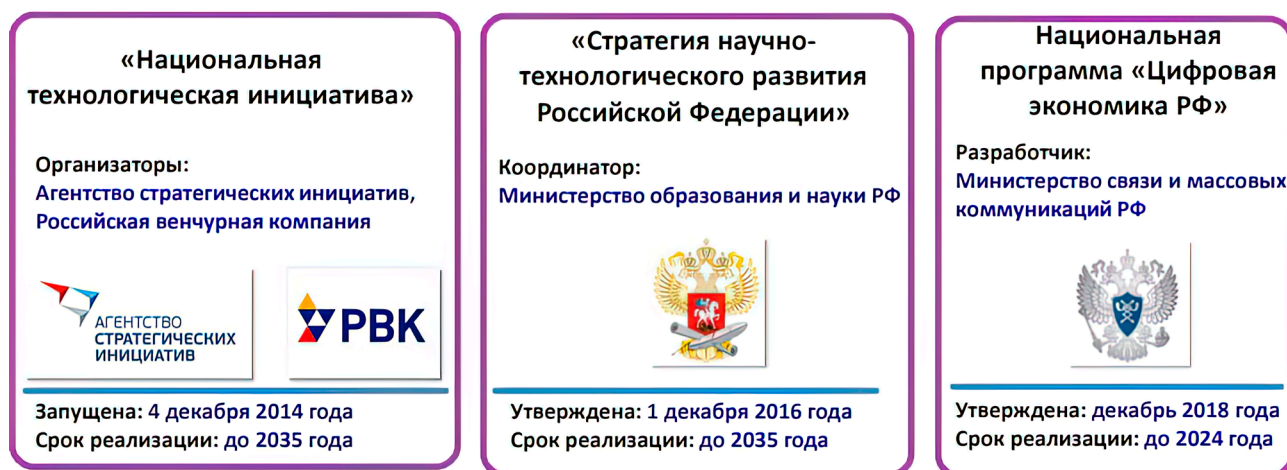 «Национальная
технологическая инициатива»
Организаторы:
Агентство стратегических инициатив,
Российская венчурная компания
АГЕНТСТВО
СТРАТЕГИЧЕСКИХ
ИНИЦИАТИВ
РВК
Запущена: 4 декабря 2014 года
Срок реализации: до 2035 года
«Стратегия научно-
технологического развития
Российской Федерации»
Координатор:
Министерство образования и науки РФ
Утверждена: 1 декабря 2016 года
Срок реализации: до 2035 года
Национальная
программа «Цифровая
экономика РФ»
Разработчик:
Министерство связи и массовых
коммуникаций РФ
Утверждена: декабрь 2018 года
Срок реализации: до 2024 года